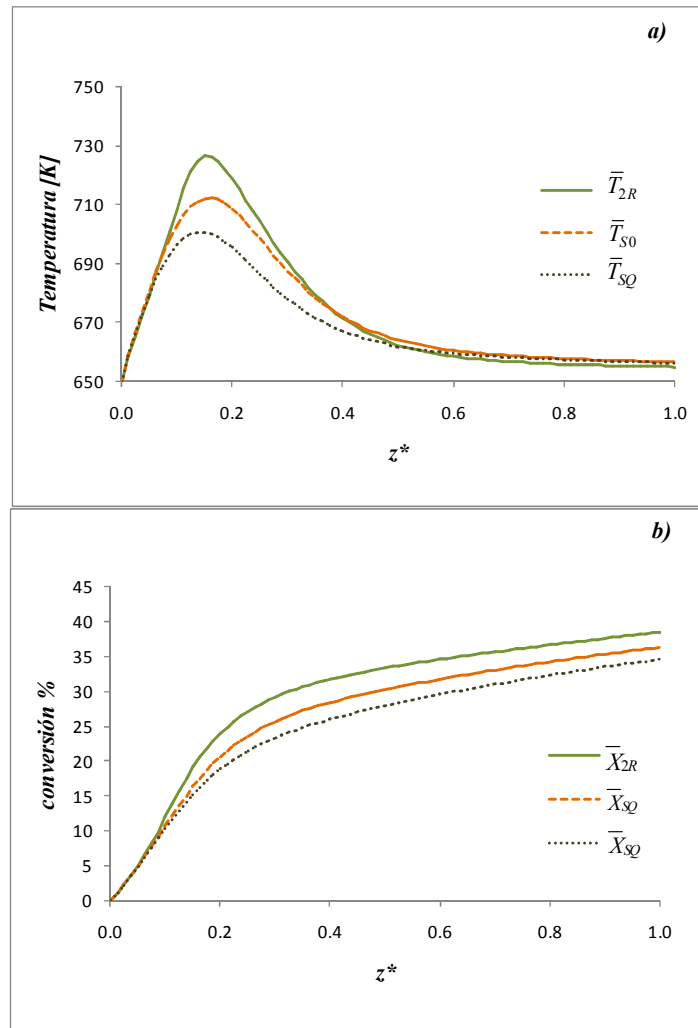 a)
750
730
710
690
670
650
Temperatura [K]
0.0 0.2 0.4 0.6 0.8 1.0
z*
T̅2R
T̅S0
T̅SQ
b)
45
40
35
30
25
20
15
10
5
0
conversión %
0.0 0.2 0.4 0.6 0.8 1.0
z*
X̅2R
X̅SQ
X̅SQ